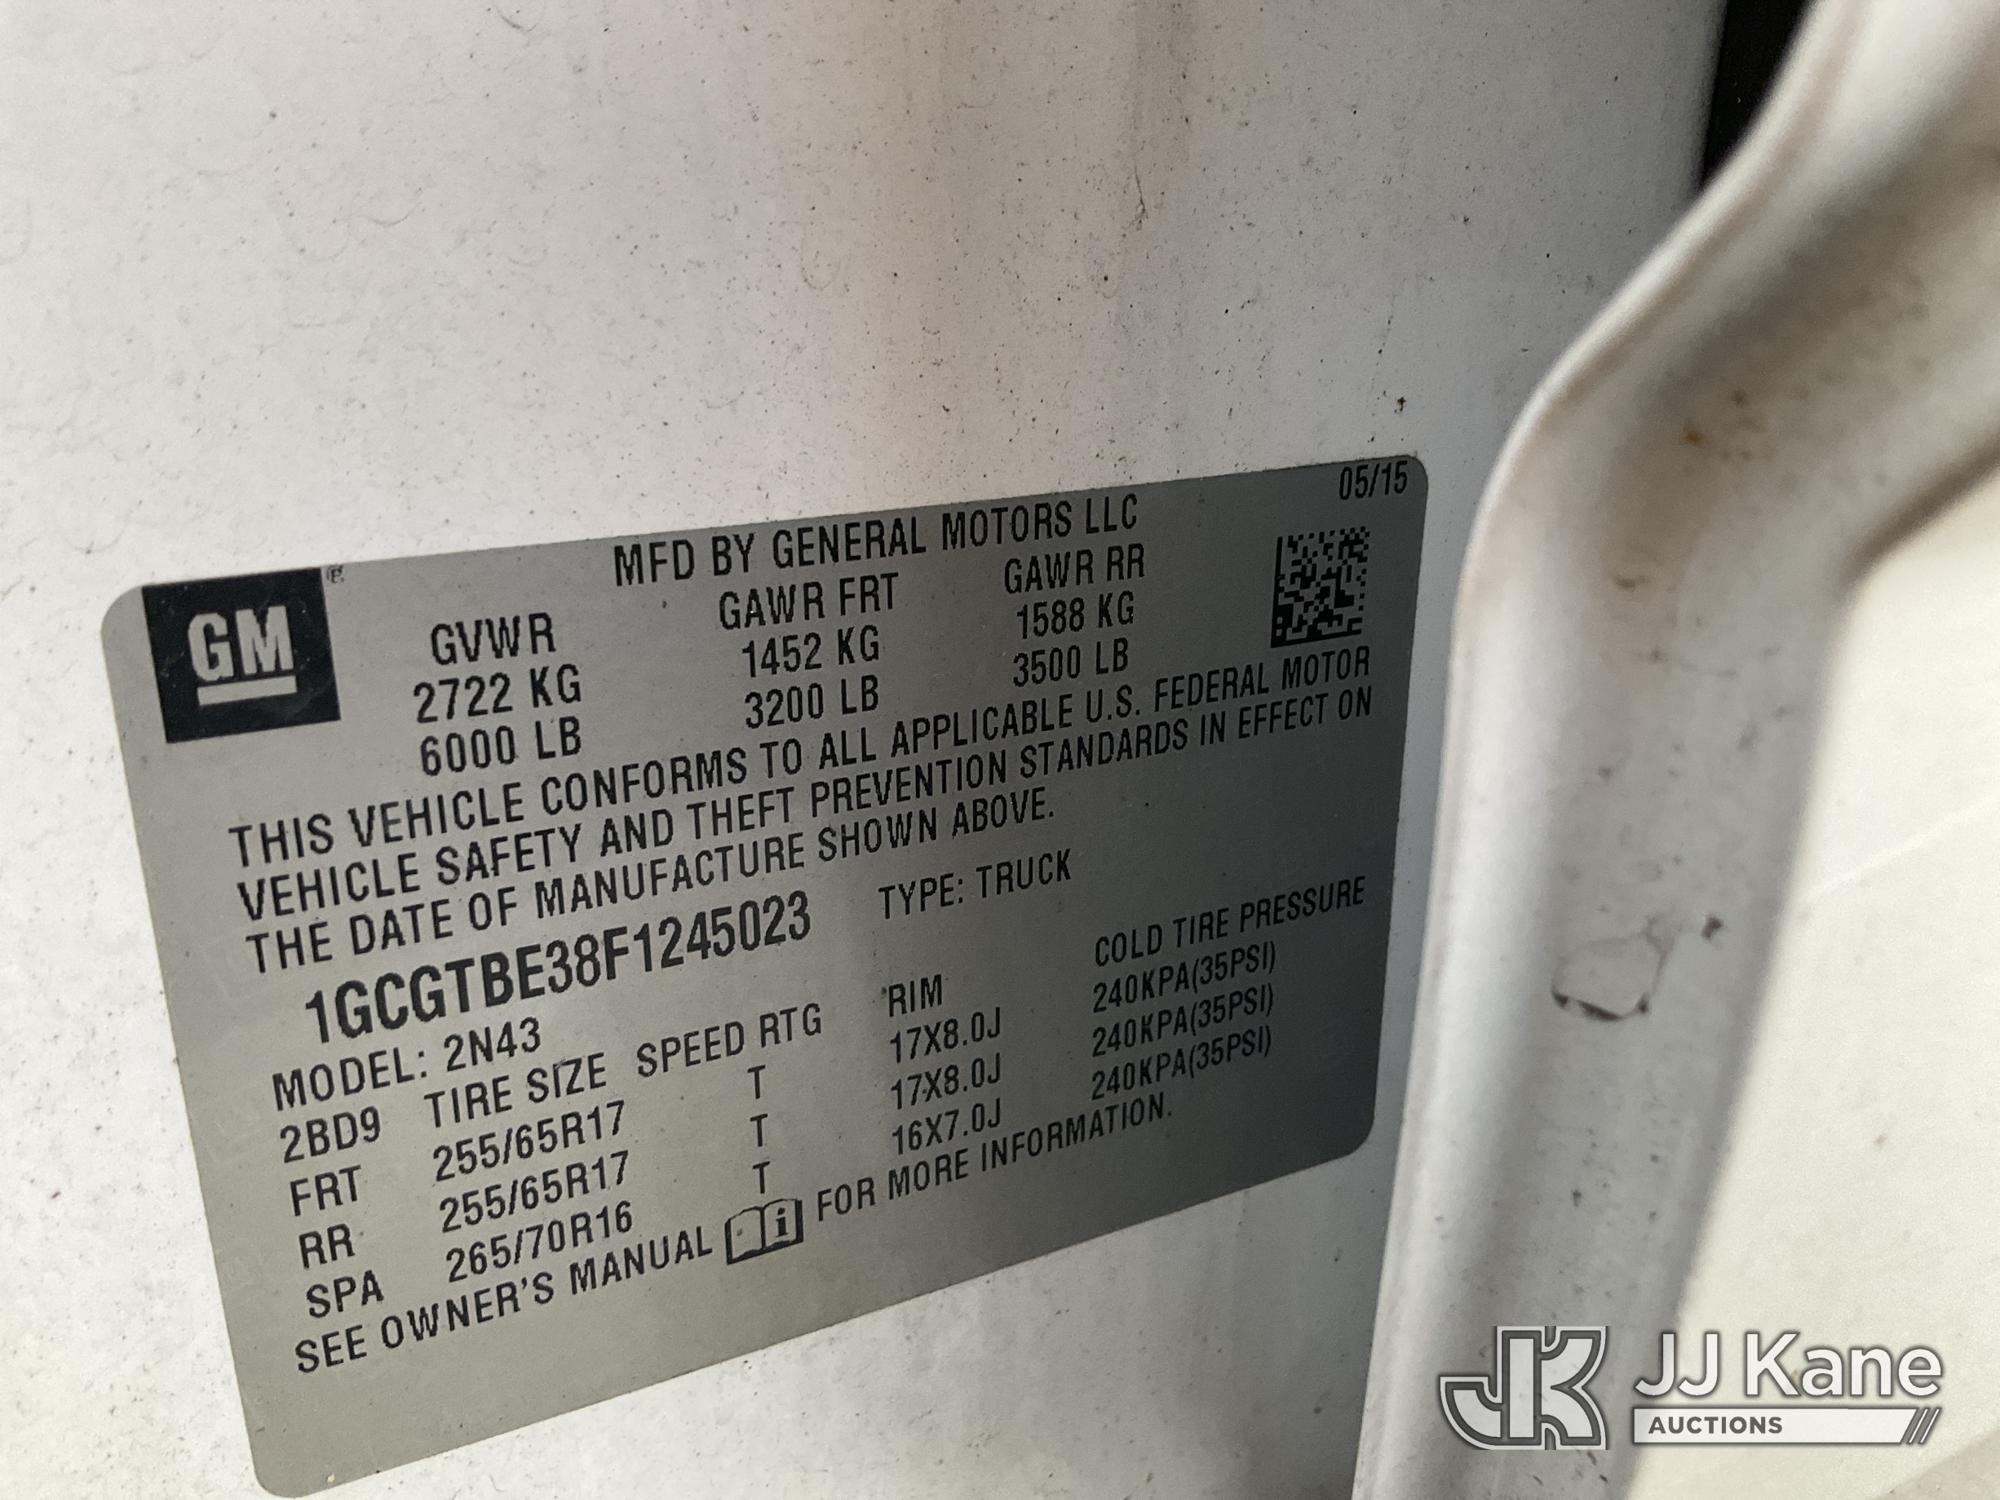 05/15
MFD BY GENERAL MOTORS LLC
GM
GVWR GAWR FRT GAWR RR
2722 KG 1452 KG 1588 KG
6000 LB 3200 LB 3500 LB
THIS VEHICLE CONFORMS TO ALL APPLICABLE U.S. FEDERAL MOTOR
VEHICLE SAFETY AND THEFT PREVENTION STANDARDS IN EFFECT ON
THE DATE OF MANUFACTURE SHOWN ABOVE.
1GCGTBE38F1245023 TYPE: TRUCK
MODEL: 2N43
2BD9 TIRE SIZE SPEED RTG RIM COLD TIRE PRESSURE
FRT 255/65R17 T 17X8.0J 240KPA(35PSI)
RR 255/65R17 T 17X8.0J 240KPA(35PSI)
SPA 265/70R16 T 16X7.0J 240KPA(35PSI)
SEE OWNER'S MANUAL i FOR MORE INFORMATION.
JK JJ Kane
AUCTIONS